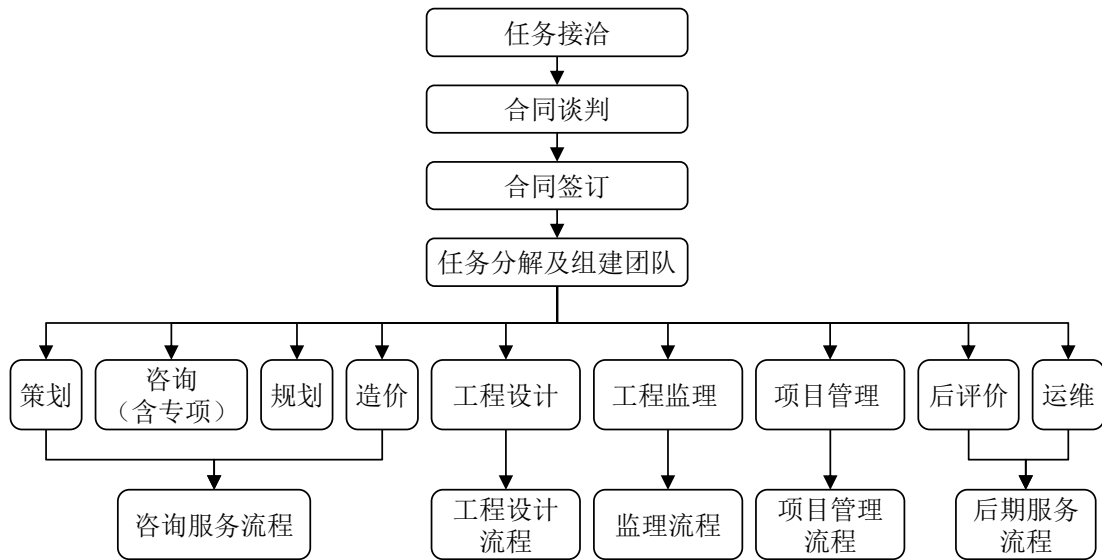 任务接洽
合同谈判
合同签订
任务分解及组建团队
策划
咨询
（含专项）
规划
造价
工程设计
工程监理
项目管理
后评价
运维
咨询服务流程
工程设计
流程
监理流程
项目管理
流程
后期服务
流程